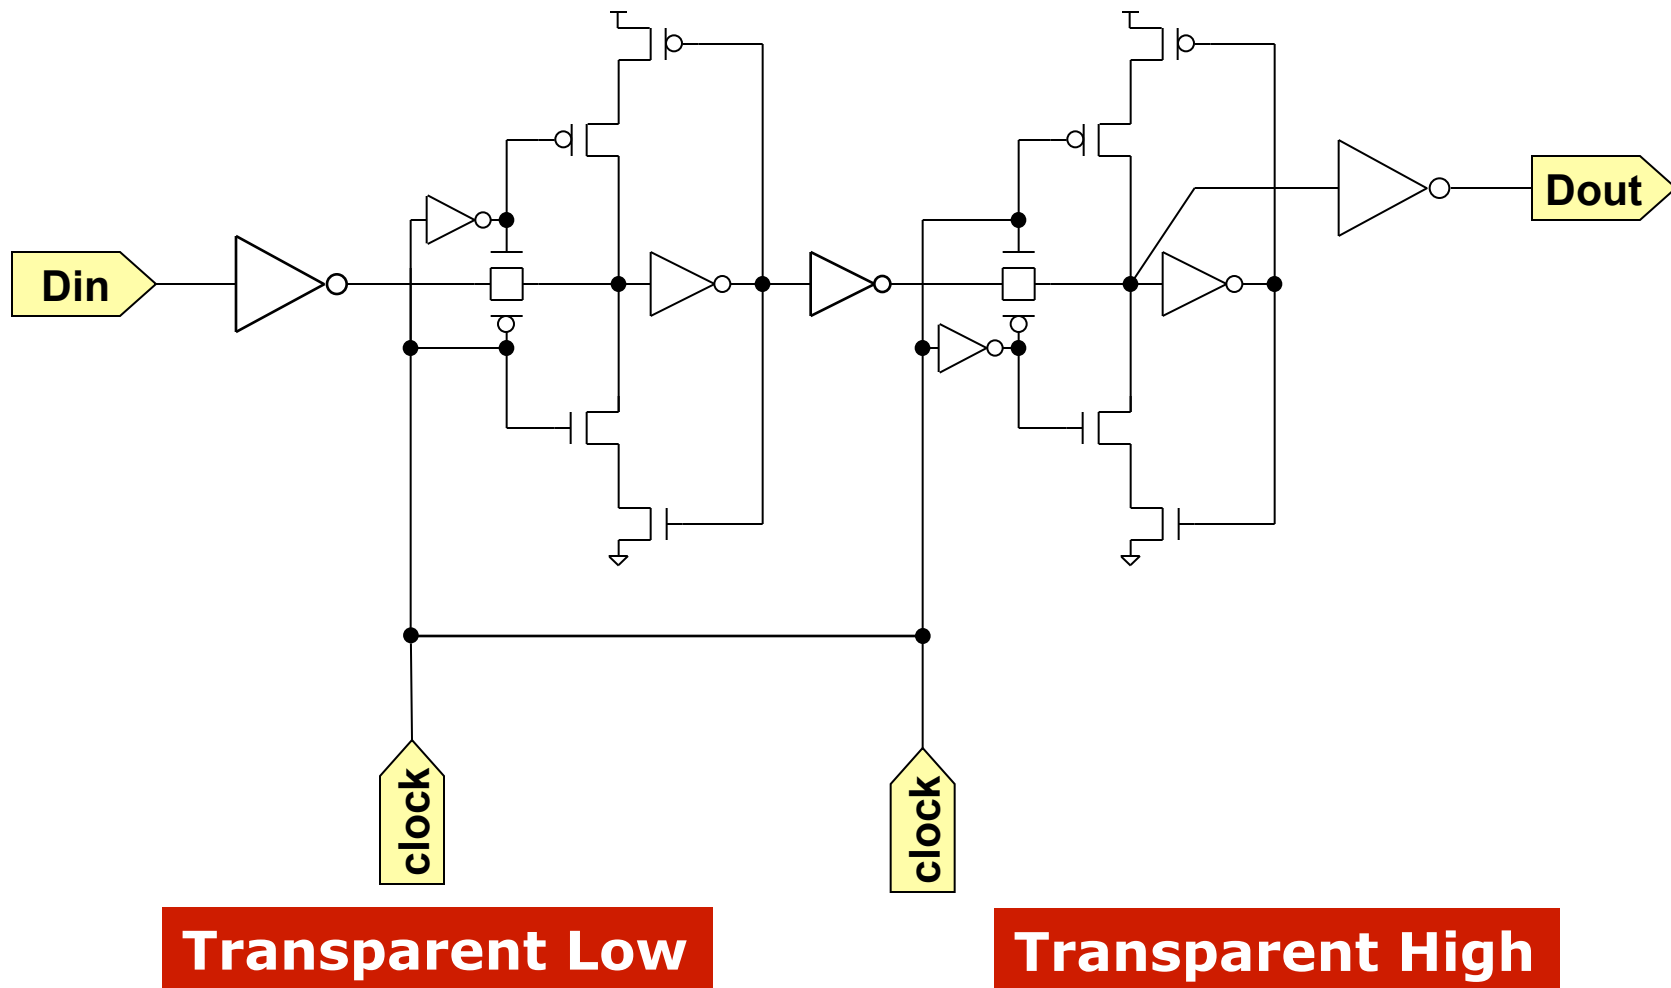 Din
Dout
clock
clock
Transparent Low
Transparent High